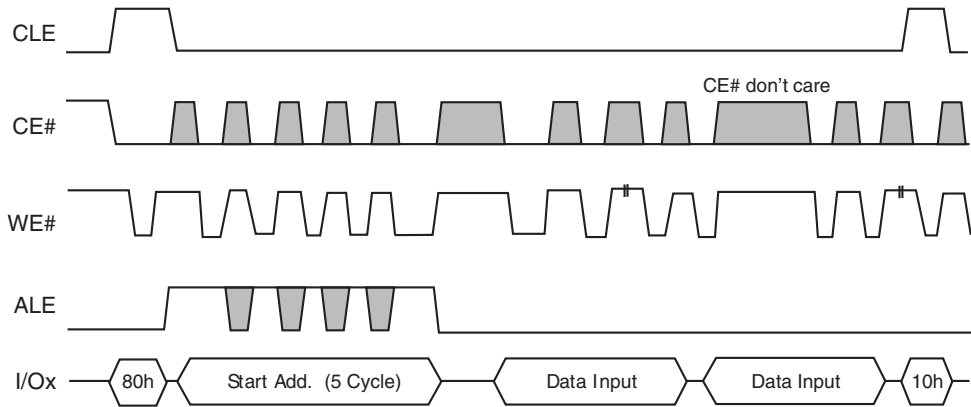 CLE
CE# don't care
CE#
WE#
ALE
I/Ox 80h Start Add. (5 Cycle) Data Input Data Input 10h